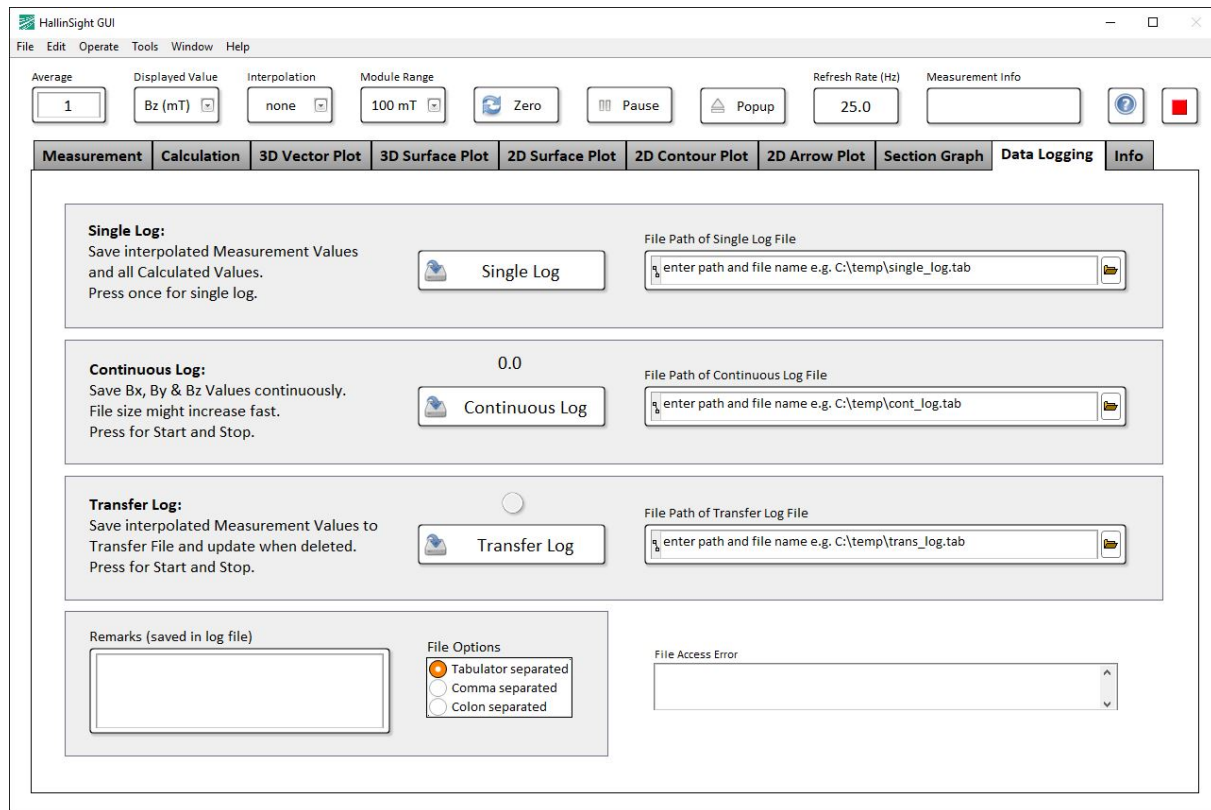 HallinSight GUI
File Edit Operate Tools Window Help
Average Displayed Value Interpolation Module Range Refresh Rate (Hz) Measurement Info
1 Bz (mT) none 100 mT Zero Pause Popup 25.0
Measurement Calculation 3D Vector Plot 3D Surface Plot 2D Surface Plot 2D Contour Plot 2D Arrow Plot Section Graph Data Logging Info
Single Log:
Save interpolated Measurement Values
and all Calculated Values.
Press once for single log.
Single Log
File Path of Single Log File
enter path and file name e.g. C:\temp\single_log.tab
Continuous Log:
Save Bx, By & Bz Values continuously.
File size might increase fast.
Press for Start and Stop.
0.0
Continuous Log
File Path of Continuous Log File
enter path and file name e.g. C:\temp\cont_log.tab
Transfer Log:
Save interpolated Measurement Values to
Transfer File and update when deleted.
Press for Start and Stop.
Transfer Log
File Path of Transfer Log File
enter path and file name e.g. C:\temp\trans_log.tab
Remarks (saved in log file)
File Options
Tabulator separated
Comma separated
Colon separated
File Access Error